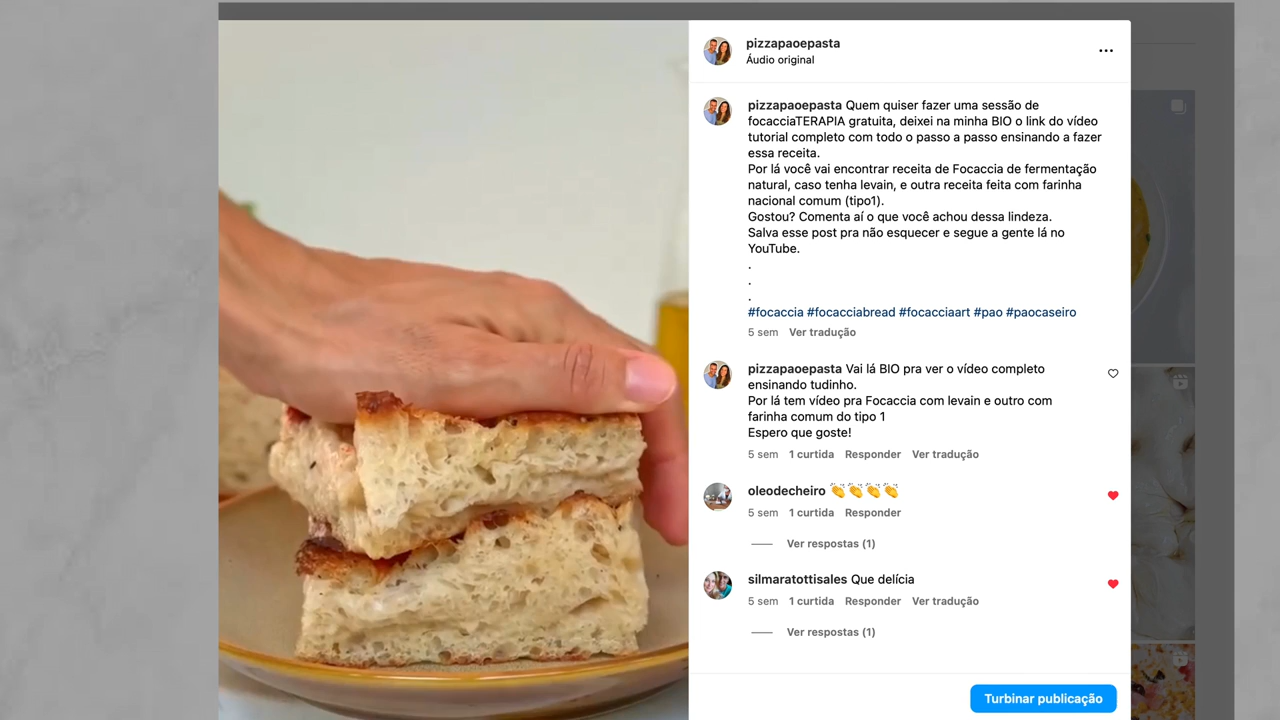 pizzapaoepasta
Áudio original
pizzapaoepasta Quem quiser fazer uma sessão de
focacciaTERAPIA gratuita, deixei na minha BIO o link do vídeo
tutorial completo com todo o passo a passo ensinando a fazer
essa receita.
Por lá você vai encontrar receita de Focaccia de fermentação
natural, caso tenha levain, e outra receita feita com farinha
nacional comum (tipo1).
Gostou? Comenta aí o que você achou dessa lindeza.
Salva esse post pra não esquecer e segue a gente lá no
YouTube.
.
.
.
#focaccia #focacciabread #focacciaart #pao #paocaseiro
5 sem Ver tradução
pizzapaoepasta Vai lá BIO pra ver o vídeo completo
ensinando tudinho.
Por lá tem vídeo pra Focaccia com levain e outro com
farinha comum do tipo 1
Espero que goste!
5 sem 1 curtida Responder Ver tradução
oleodecheiro 👏👏👏👏
5 sem 1 curtida Responder
Ver respostas (1)
silmaratottisales Que delícia
5 sem 1 curtida Responder Ver tradução
Ver respostas (1)
Turbinar publicação